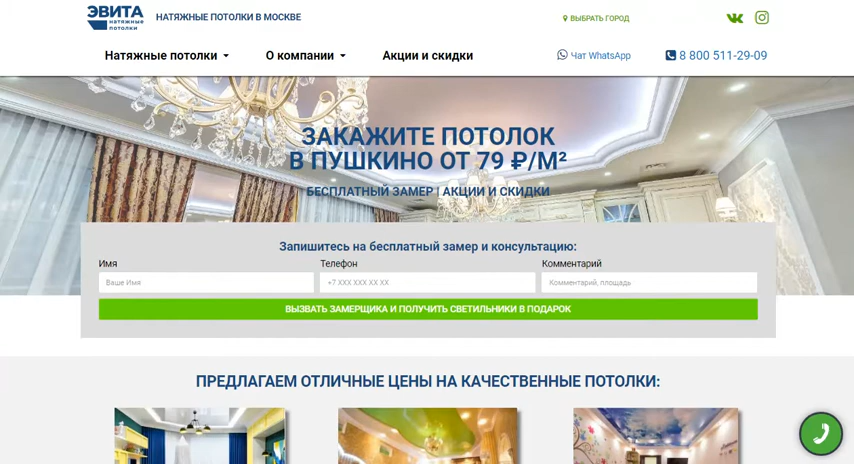 ЭВИТА
натяжные
потолки
НАТЯЖНЫЕ ПОТОЛКИ В МОСКВЕ
ВЫБРАТЬ ГОРОД
Натяжные потолки
О компании
Акции и скидки
Чат WhatsApp
8 800 511-29-09
ЗАКАЖИТЕ ПОТОЛОК
В ПУШКИНО ОТ 79 ₽/М²
БЕСПЛАТНЫЙ ЗАМЕР | АКЦИИ И СКИДКИ
Запишитесь на бесплатный замер и консультацию:
Имя
Телефон
Комментарий
Ваше Имя
+7 XXX XXX XX XX
Комментарий, площадь
ВЫЗВАТЬ ЗАМЕРЩИКА И ПОЛУЧИТЬ СВЕТИЛЬНИКИ В ПОДАРОК
ПРЕДЛАГАЕМ ОТЛИЧНЫЕ ЦЕНЫ НА КАЧЕСТВЕННЫЕ ПОТОЛКИ: